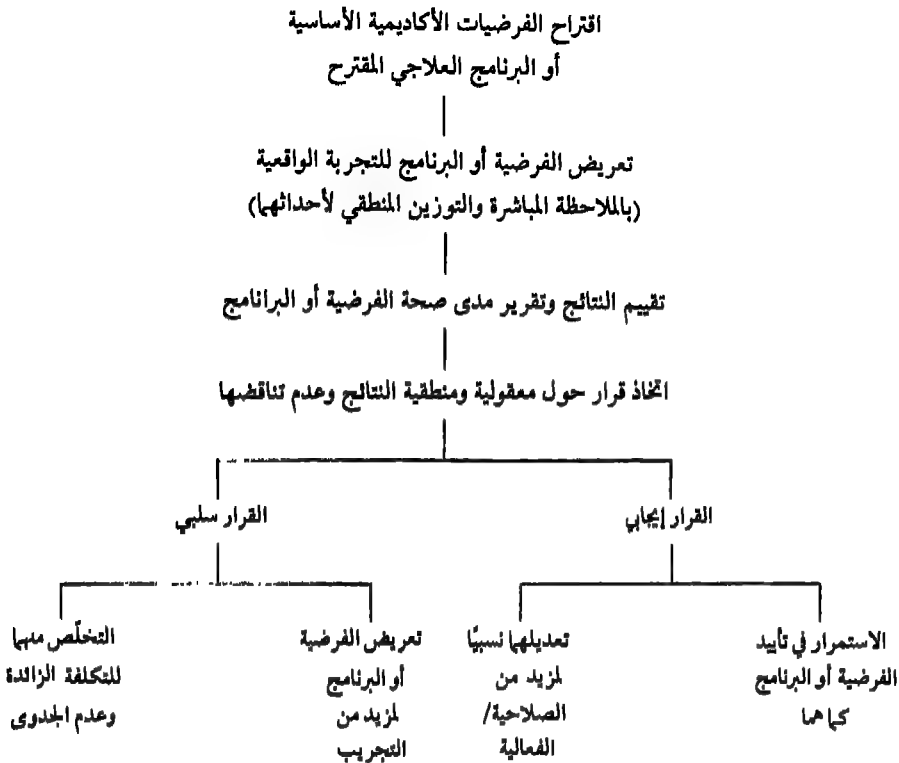 اقتراح الفرضيات الأكاديمية الأساسية
أو البرنامج العلاجي المقترح
تعريض الفرضية أو البرنامج للتجربة الواقعية
(بالملاحظة المباشرة والتوزين المنطقي لأحداثهما)
تقييم النتائج وتقرير مدى صحة الفرضية أو البرانامج
اتخاذ قرار حول معقولية ومنطقية النتائج وعدم تناقضها
القرار إيجابي
القرار سلبي
الاستمرار في تأييد
الفرضية أو البرنامج
كما هما
تعديلهما نسبيًا
لمزيد من
الصلاحية/
الفعالية
تعريض الفرضية
أو البرنامج
لمزيد من
التجريب
التخلّص منهما
للتكلفة الزائدة
وعدم الجدوى